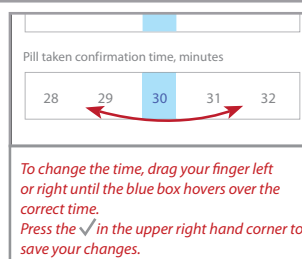 Pill taken confirmation time, minutes
28 29 30 31 32
To change the time, drag your finger left
or right until the blue box hovers over the
correct time.
Press the ✓ in the upper right hand corner to
save your changes.